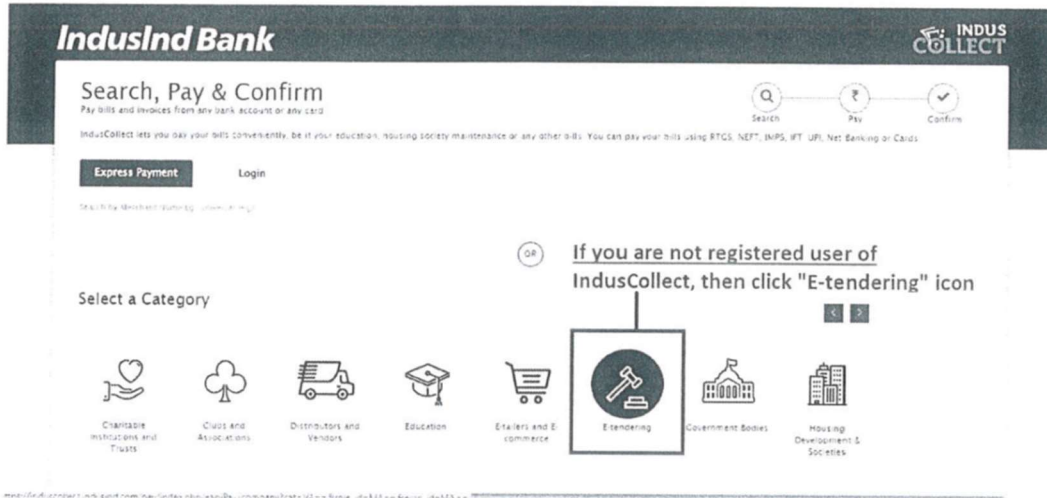 IndusInd Bank
INDUS
COLLECT
Search, Pay & Confirm
Pay bills and invoices from any bank account or any card
Search
Pay
Confirm
IndusCollect lets you pay your bills conveniently, be it your education, housing society maintenance or any other bills. You can pay your bills using RTGS, NEFT, IMPS, IFT, UPI, Net Banking or Cards
Express Payment
Login
Search by Merchant Name
OR
If you are not registered user of
IndusCollect, then click "E-tendering" icon
Select a Category
< >
Charitable
Institutions and
Trusts
Clubs and
Associations
Distributors and
Vendors
Education
E-tailers and E-
commerce
E-tendering
Government Bodies
Housing
Development &
Societies